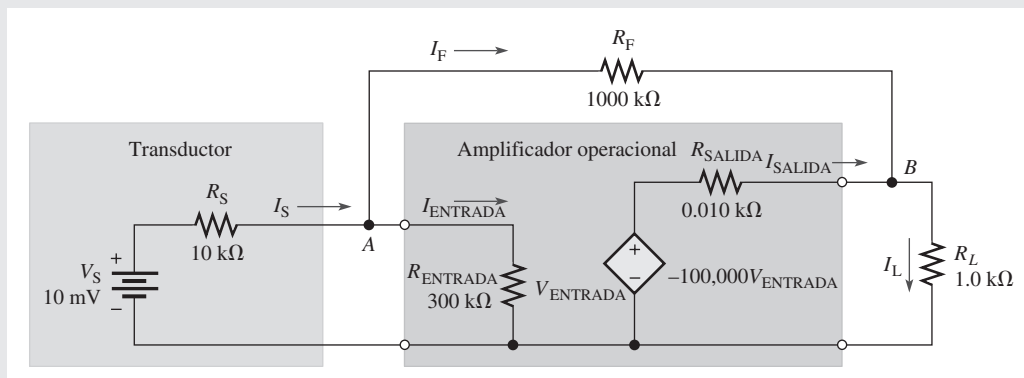 I_F
R_F
1000 kΩ
Transductor
Amplificador operacional
R_SALIDA
I_SALIDA
B
R_S
I_S
I_ENTRADA
0.010 kΩ
10 kΩ
A
+
V_S
10 mV
–
R_ENTRADA
300 kΩ
V_ENTRADA
+
–
–100,000V_ENTRADA
I_L
R_L
1.0 kΩ